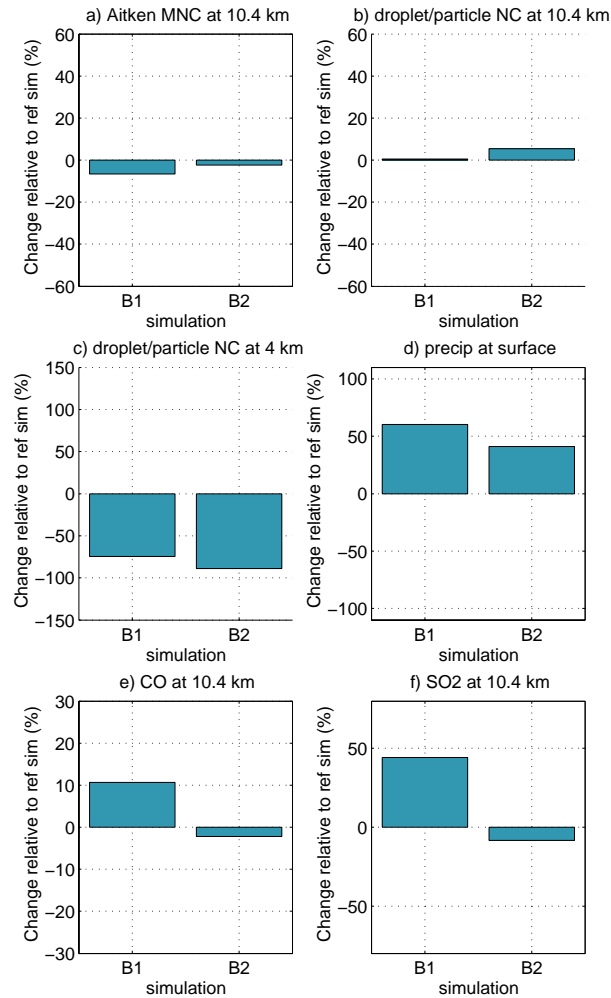 a) Aitken MNC at 10.4 km
Change relative to ref sim (%)
60
40
20
0
−20
−40
−60
B1 B2
simulation
b) droplet/particle NC at 10.4 km
Change relative to ref sim (%)
60
40
20
0
−20
−40
−60
B1 B2
simulation
c) droplet/particle NC at 4 km
Change relative to ref sim (%)
150
100
50
0
−50
−100
−150
B1 B2
simulation
d) precip at surface
Change relative to ref sim (%)
100
50
0
−50
−100
B1 B2
simulation
e) CO at 10.4 km
Change relative to ref sim (%)
30
20
10
0
−10
−20
−30
B1 B2
simulation
f) SO2 at 10.4 km
Change relative to ref sim (%)
50
0
−50
B1 B2
simulation